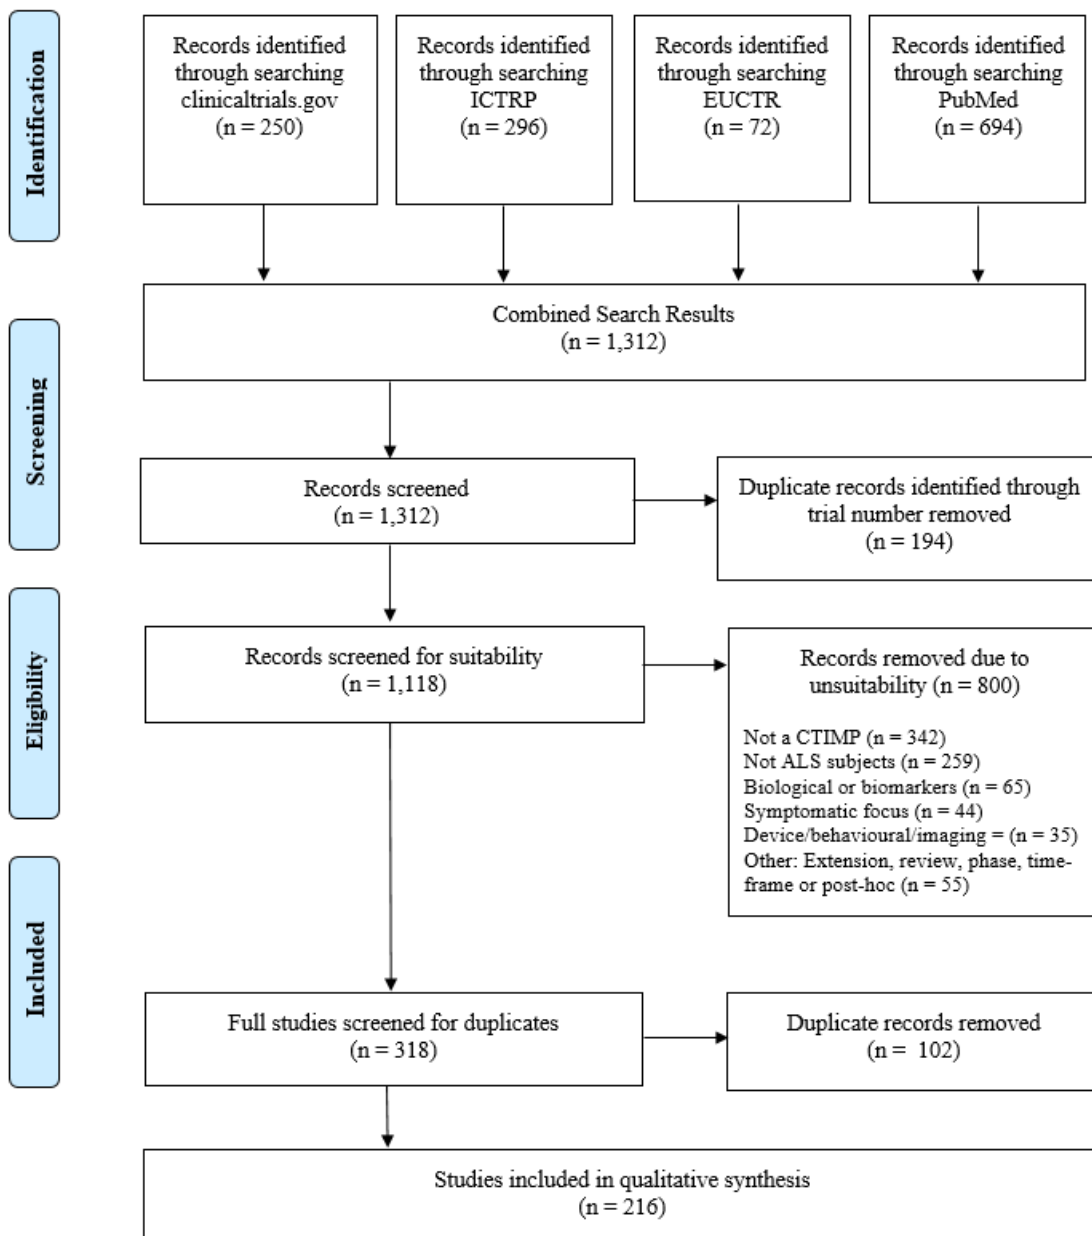 Identification
Records identified
through searching
clinicaltrials.gov
(n = 250)
Records identified
through searching
ICTRP
(n = 296)
Records identified
through searching
EUCTR
(n = 72)
Records identified
through searching
PubMed
(n = 694)
Combined Search Results
(n = 1,312)
Screening
Records screened
(n = 1,312)
Duplicate records identified through
trial number removed
(n = 194)
Eligibility
Records screened for suitability
(n = 1,118)
Records removed due to
unsuitability (n = 800)
Not a CTIMP (n = 342)
Not ALS subjects (n = 259)
Biological or biomarkers (n = 65)
Symptomatic focus (n = 44)
Device/behavioural/imaging = (n = 35)
Other: Extension, review, phase, time-
frame or post-hoc (n = 55)
Included
Full studies screened for duplicates
(n = 318)
Duplicate records removed
(n = 102)
Studies included in qualitative synthesis
(n = 216)